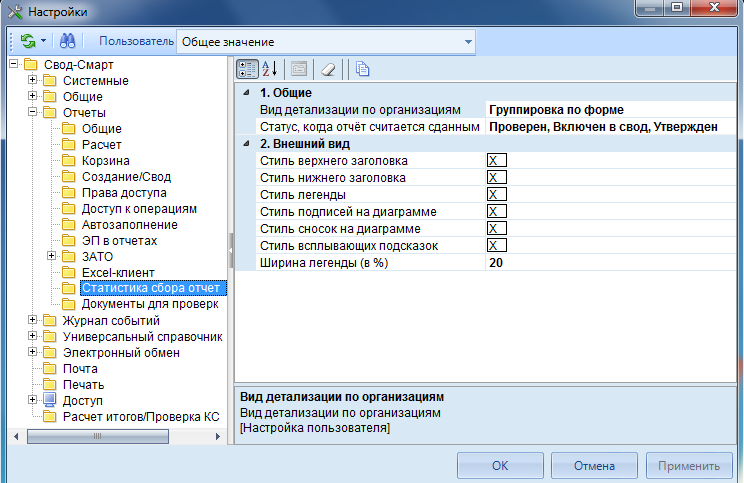 Настройки
Пользователь Общее значение
Свод-Смарт
Системные
Общие
Отчеты
Общие
Расчет
Корзина
Создание/Свод
Права доступа
Доступ к операциям
Автозаполнение
ЭП в отчетах
ЗАТО
Excel-клиент
Статистика сбора отчет
Документы для проверк
Журнал событий
Универсальный справочник
Электронный обмен
Почта
Печать
Доступ
Расчет итогов/Проверка КС
1. Общие
Вид детализации по организациям Группировка по форме
Статус, когда отчёт считается сданным Проверен, Включен в свод, Утвержден
2. Внешний вид
Стиль верхнего заголовка X
Стиль нижнего заголовка X
Стиль легенды X
Стиль подписей на диаграмме X
Стиль сносок на диаграмме X
Стиль всплывающих подсказок X
Ширина легенды (в %) 20
Вид детализации по организациям
Вид детализации по организациям
[Настройка пользователя]
OK Отмена Применить